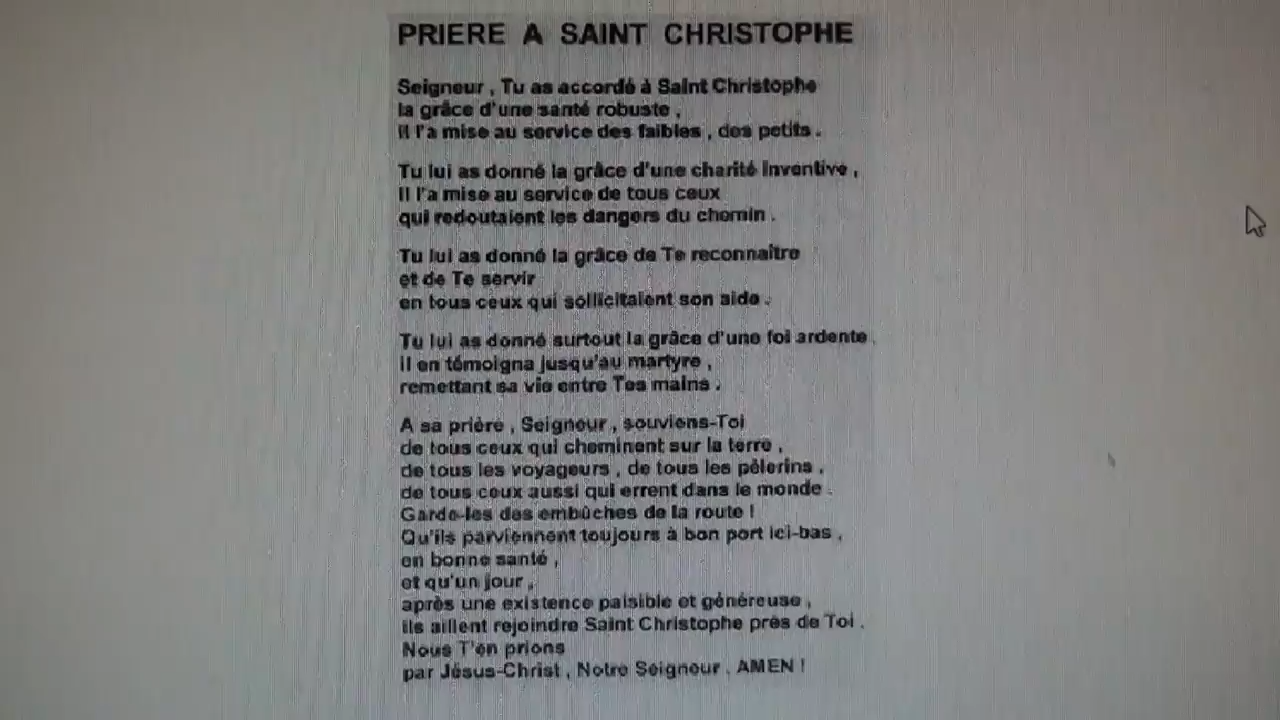 PRIERE A SAINT CHRISTOPHE
Seigneur , Tu as accordé à Saint Christophe
la grâce d'une santé robuste ,
Il l'a mise au service des faibles , des petits .
Tu lui as donné la grâce d'une charité inventive ,
Il l'a mise au service de tous ceux
qui redoutaient les dangers du chemin .
Tu lui as donné la grâce de Te reconnaître
et de Te servir
en tous ceux qui sollicitaient son aide .
Tu lui as donné surtout la grâce d'une foi ardente .
Il en témoigna jusqu'au martyre ,
remettant sa vie entre Tes mains .
A sa prière , Seigneur , souviens-Toi
de tous ceux qui cheminent sur la terre ,
de tous les voyageurs , de tous les pèlerins ,
de tous ceux aussi qui errent dans le monde .
Garde-les des embûches de la route !
Qu'ils parviennent toujours à bon port ici-bas ,
en bonne santé ,
et qu'un jour ,
après une existence paisible et généreuse ,
ils aillent rejoindre Saint Christophe près de Toi .
Nous T'en prions
par Jésus-Christ , Notre Seigneur . AMEN !